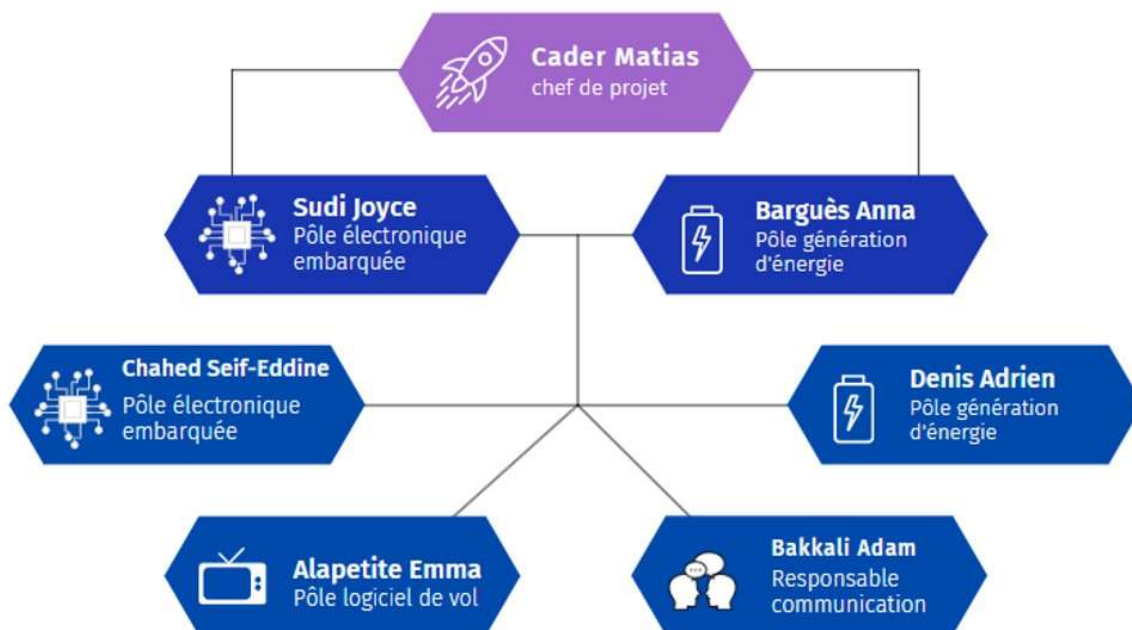 Cader Matias
chef de projet
Sudi Joyce
Pôle électronique
embarquée
Barguès Anna
Pôle génération
d'énergie
Chahed Seif-Eddine
Pôle électronique
embarquée
Denis Adrien
Pôle génération
d'énergie
Alapetite Emma
Pôle logiciel de vol
Bakkali Adam
Responsable
communication